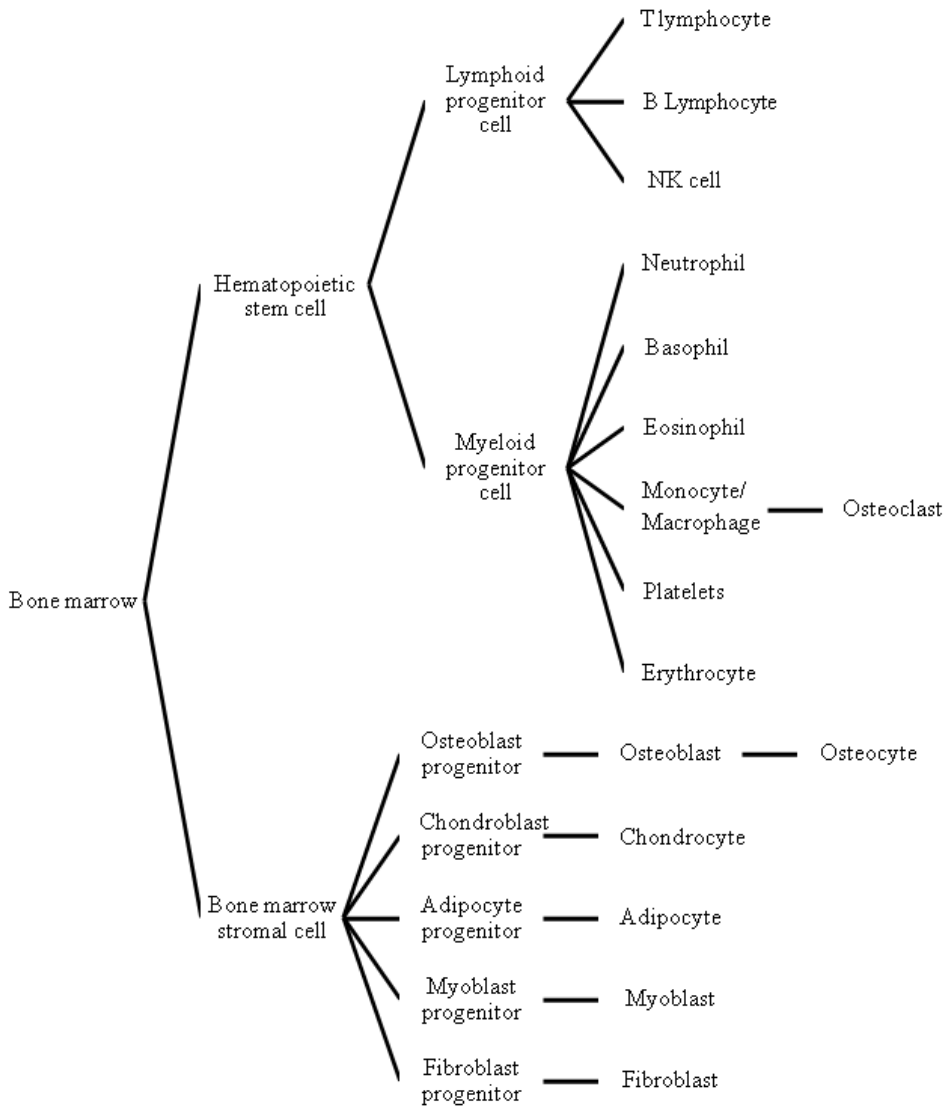 T lymphocyte
Lymphoid
progenitor
cell
B Lymphocyte
NK cell
Hematopoietic
stem cell
Neutrophil
Basophil
Eosinophil
Myeloid
progenitor
cell
Monocyte/
Macrophage
Osteoclast
Platelets
Erythrocyte
Bone marrow
Osteoblast
progenitor
Osteoblast
Osteocyte
Chondroblast
progenitor
Chondrocyte
Bone marrow
stromal cell
Adipocyte
progenitor
Adipocyte
Myoblast
progenitor
Myoblast
Fibroblast
progenitor
Fibroblast